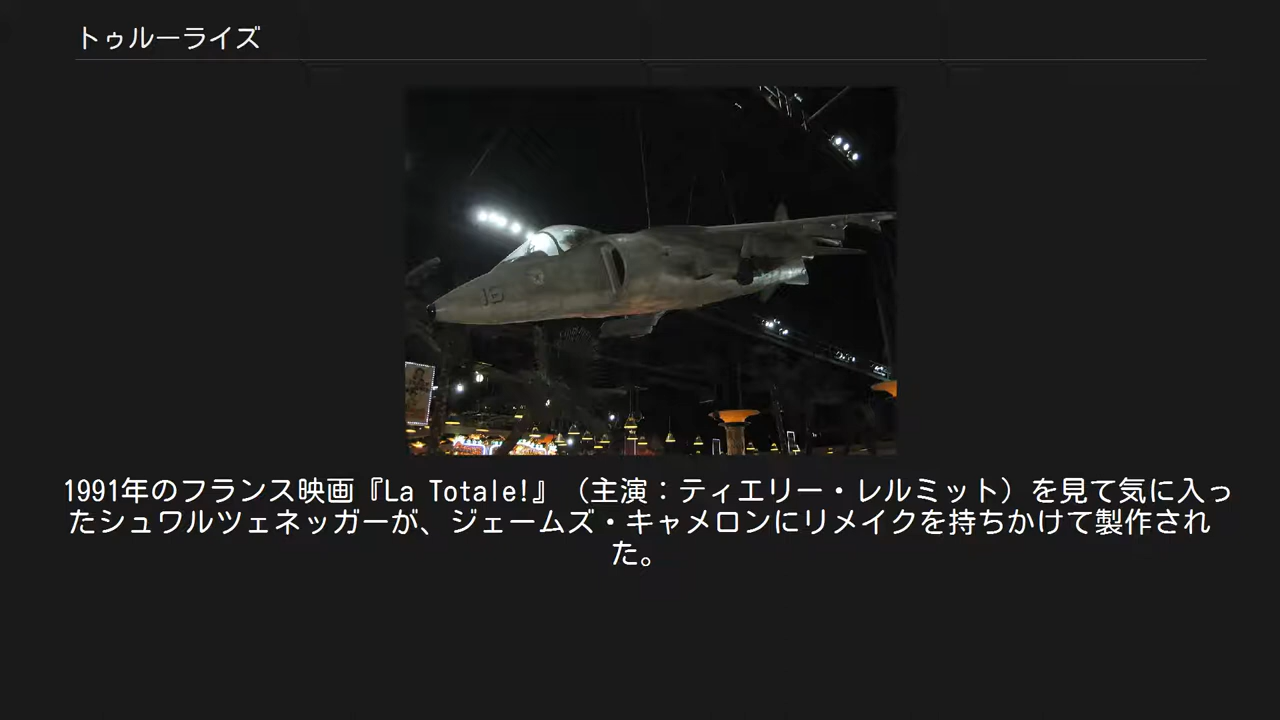 トゥルーライズ
16
1991年のフランス映画『La Totale!』（主演：ティエリー・レルミット）を見て気に入っ
たシュワルツェネッガーが、ジェームズ・キャメロンにリメイクを持ちかけて製作され
た。